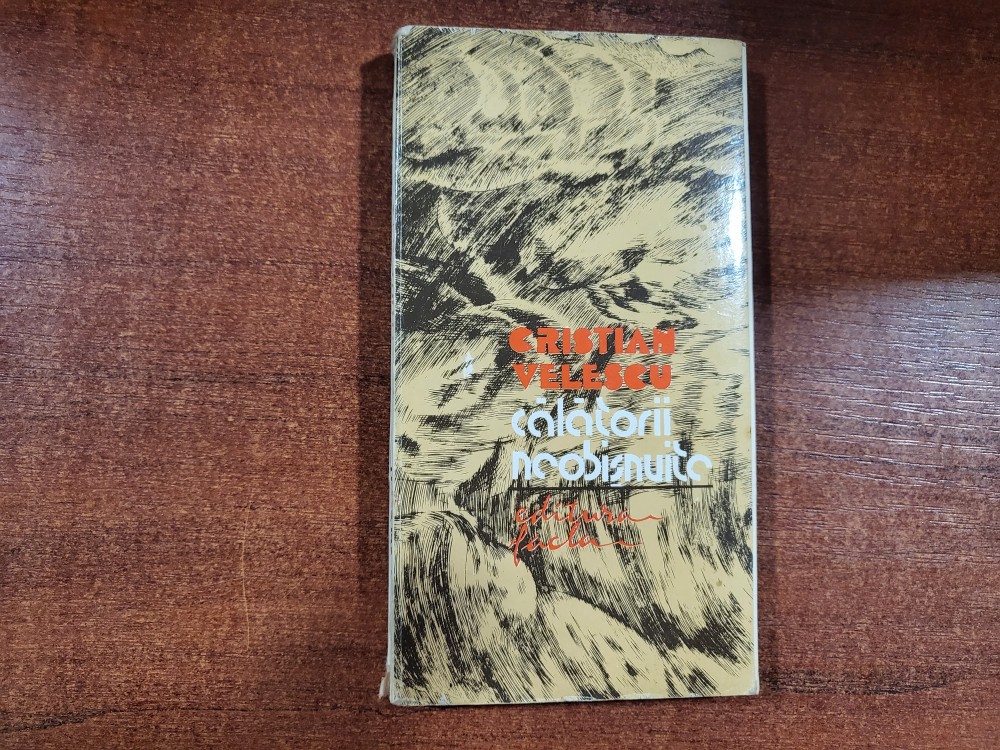 CRISTIAN
VELESCU
călătorii
neobișnuite
editura
facla